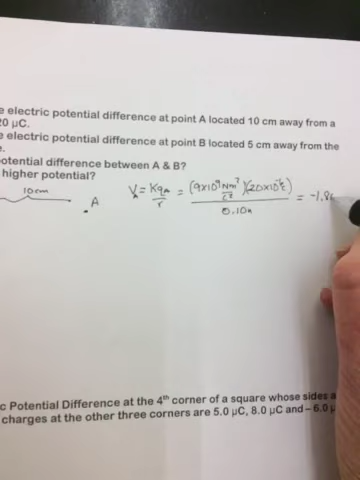 e electric potential difference at point A located 10 cm away from a
20 µC.
e electric potential difference at point B located 5 cm away from the
e.
potential difference between A & B?
higher potential?
10cm
A
V = Kq / r = (9x10⁹ Nm²/C²)(20x10⁻⁶C) / 0.10m = -1.8
c Potential Difference at the 4th corner of a square whose sides a
charges at the other three corners are 5.0 µC, 8.0 µC and – 6.0 µ